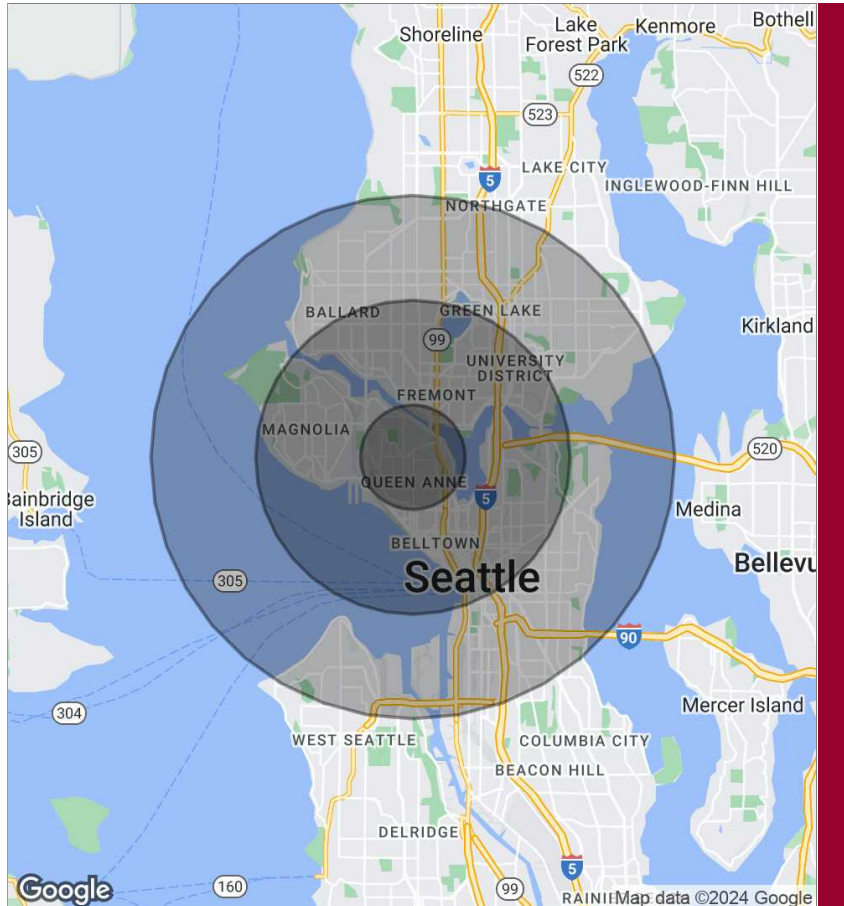 Shoreline
Lake
Forest Park
Kenmore
Bothell
522
523
5
LAKE CITY
INGLEWOOD-FINN HILL
NORTHGATE
BALLARD
GREEN LAKE
Kirkland
99
UNIVERSITY
DISTRICT
FREMONT
MAGNOLIA
305
520
QUEEN ANNE
5
Bainbridge
Island
Medina
BELLTOWN
Seattle
Bellevu
305
90
304
Mercer Island
WEST SEATTLE
COLUMBIA CITY
BEACON HILL
DELRIDGE
5
160
99
Google
RAINIE
Map data ©2024 Google